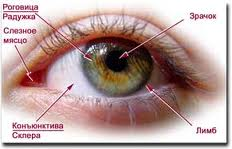 Роговица
Радужка
Слезное
мясцо
Зрачок
Конъюнктива
Склера
Лимб